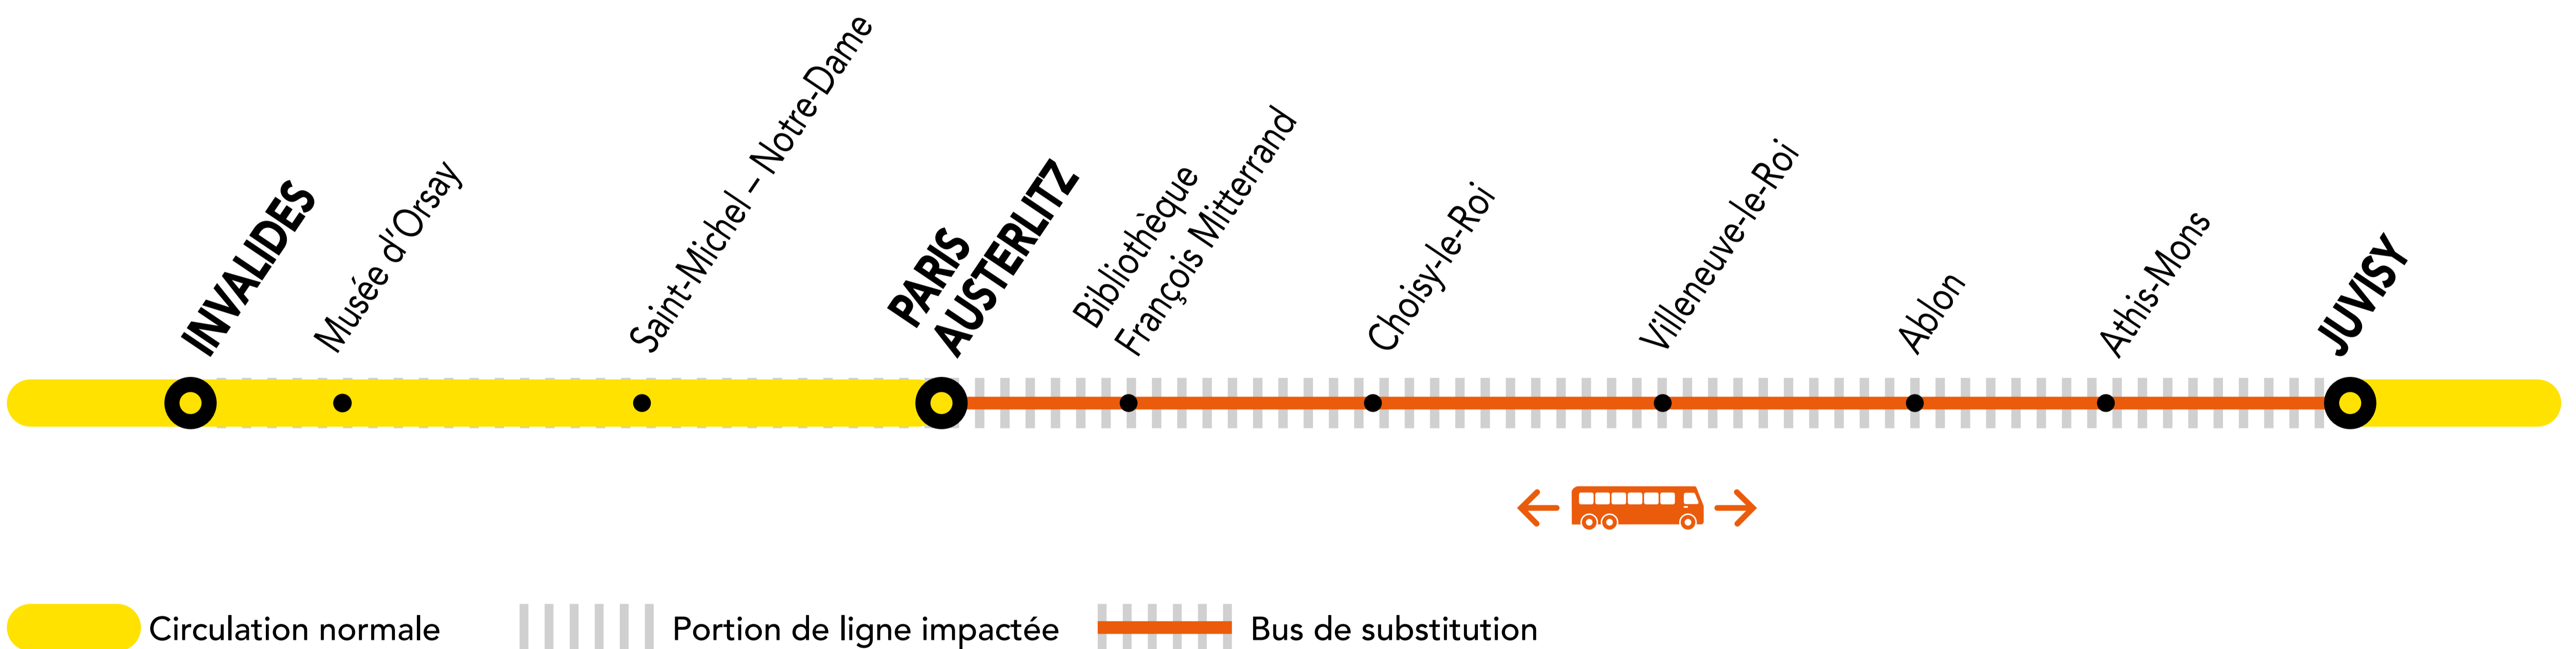 INVALIDES
Musée d'Orsay
Saint-Michel – Notre-Dame
PARIS
AUSTERLITZ
Bibliothèque
François Mitterrand
Choisy-le-Roi
Villeneuve-le-Roi
Ablon
Athis-Mons
JUVISY
Circulation normale
Portion de ligne impactée
Bus de substitution